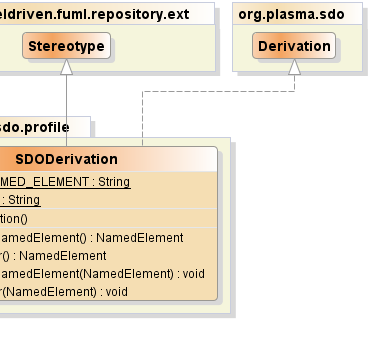 eldriven.fuml.repository.ext
org.plasma.sdo
Stereotype
Derivation
sdo.profile
SDODerivation
MED_ELEMENT : String
: String
tion()
NamedElement() : NamedElement
r() : NamedElement
NamedElement(NamedElement) : void
r(NamedElement) : void